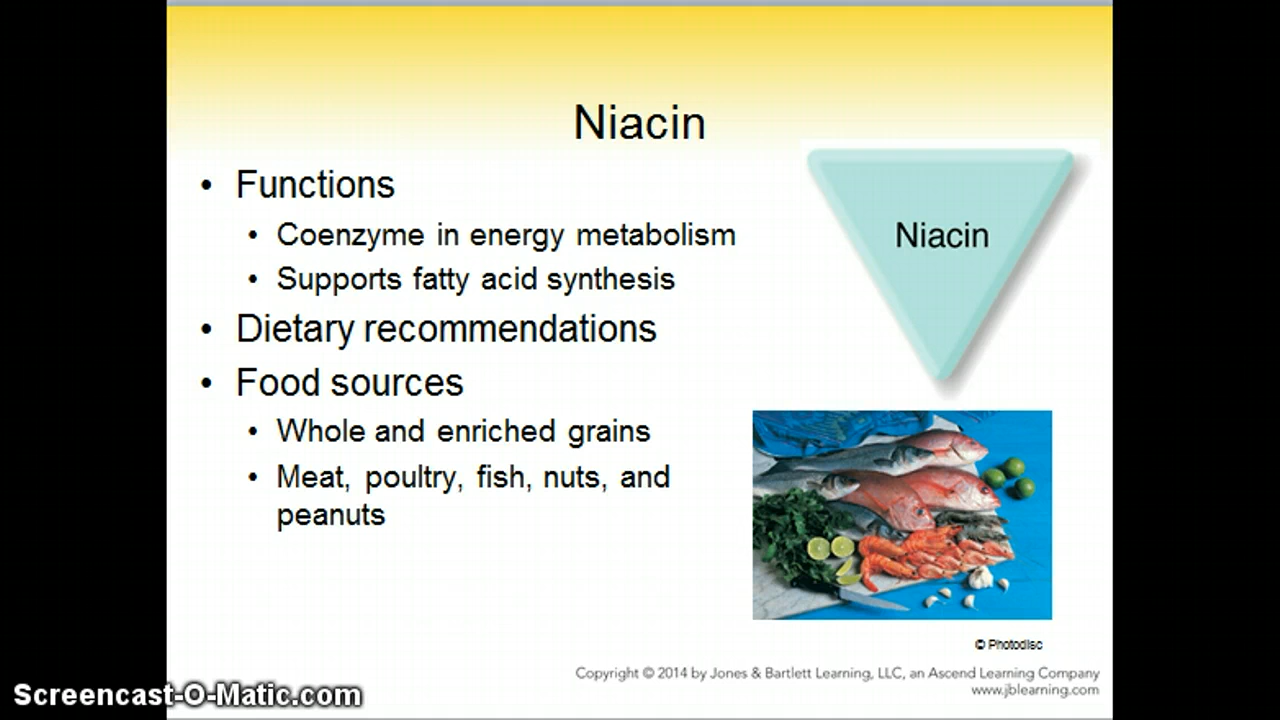 Niacin
• Functions
• Coenzyme in energy metabolism
• Supports fatty acid synthesis
• Dietary recommendations
• Food sources
• Whole and enriched grains
• Meat, poultry, fish, nuts, and
peanuts
Niacin
© Photodisc
Copyright © 2014 by Jones & Bartlett Learning, LLC, an Ascend Learning Company
www.jblearning.com
Screencast-O-Matic.com